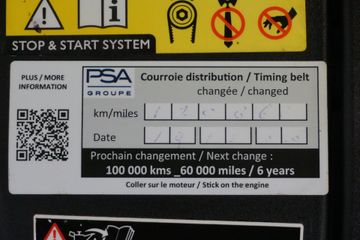 STOP & START SYSTEM
PLUS / MORE
INFORMATION
PSA
GROUPE
Courroie distribution / Timing belt
changée / changed
km/miles
Date
Prochain changement / Next change :
100 000 kms _60 000 miles / 6 years
Coller sur le moteur / Stick on the engine